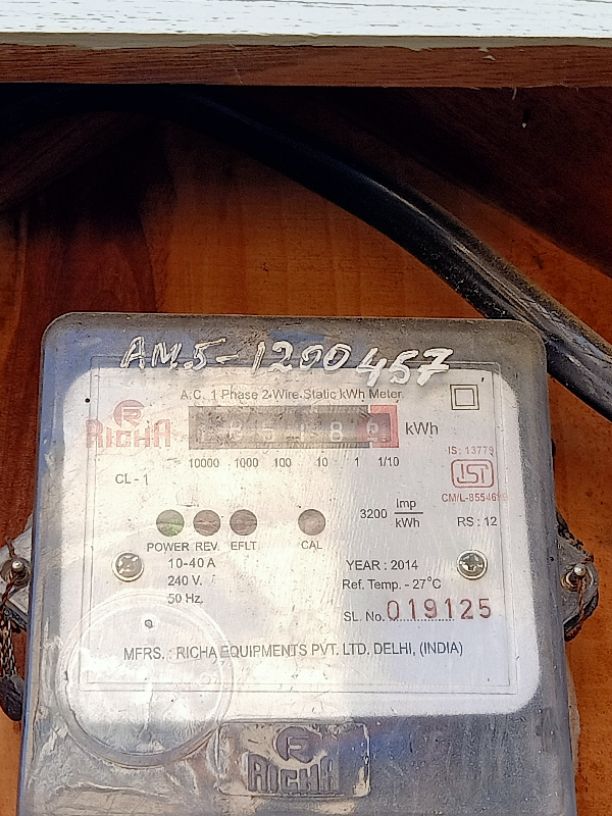 AM.5-1200457
A.C. 1 Phase 2-Wire Static kWh Meter.
RICHA
kWh
10000 1000 100 10 1 1/10
IS: 13779
CL - 1
ISI
3200 Imp/kWh
RS : 12
POWER REV. EFLT CAL
10-40 A
240 V.
50 Hz.
YEAR : 2014
Ref. Temp. - 27°C
SL. No. 019125
MFRS. : RICHA EQUIPMENTS PVT. LTD. DELHI, (INDIA)
RICHA